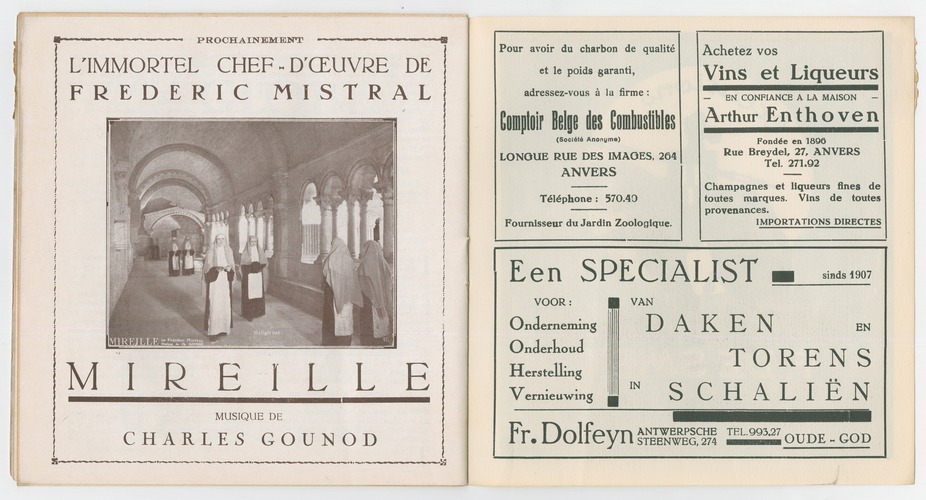 PROCHAINEMENT
L'IMMORTEL CHEF-D'ŒUVRE DE
FREDERIC MISTRAL
MIREILLE
M I R E I L L E
MUSIQUE DE
CHARLES GOUNOD
Pour avoir du charbon de qualité
et le poids garanti,
adressez-vous à la firme :
Comptoir Belge des Combustibles
(Société Anonyme)
LONGUE RUE DES IMAGES, 264
ANVERS
Téléphone : 570.40
Fournisseur du Jardin Zoologique.
Achetez vos
Vins et Liqueurs
— EN CONFIANCE A LA MAISON —
Arthur Enthoven
Fondée en 1896
Rue Breydel, 27, ANVERS
Tel. 271.92
Champagnes et liqueurs fines de
toutes marques. Vins de toutes
provenances.
IMPORTATIONS DIRECTES
Een SPECIALIST sinds 1907
VOOR : VAN
Onderneming DAKEN EN
Onderhoud TORENS
Herstelling
Vernieuwing IN SCHALIËN
Fr. Dolfeyn ANTWERPSCHE TEL. 993.27
STEENWEG, 274 OUDE-GOD